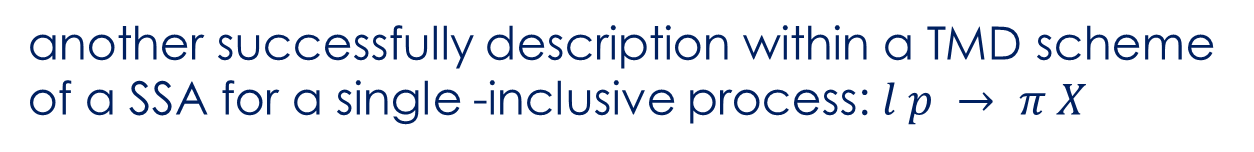 another successfully description within a TMD scheme
of a SSA for a single -inclusive process: 𝑙 𝑝 → 𝜋 𝑋